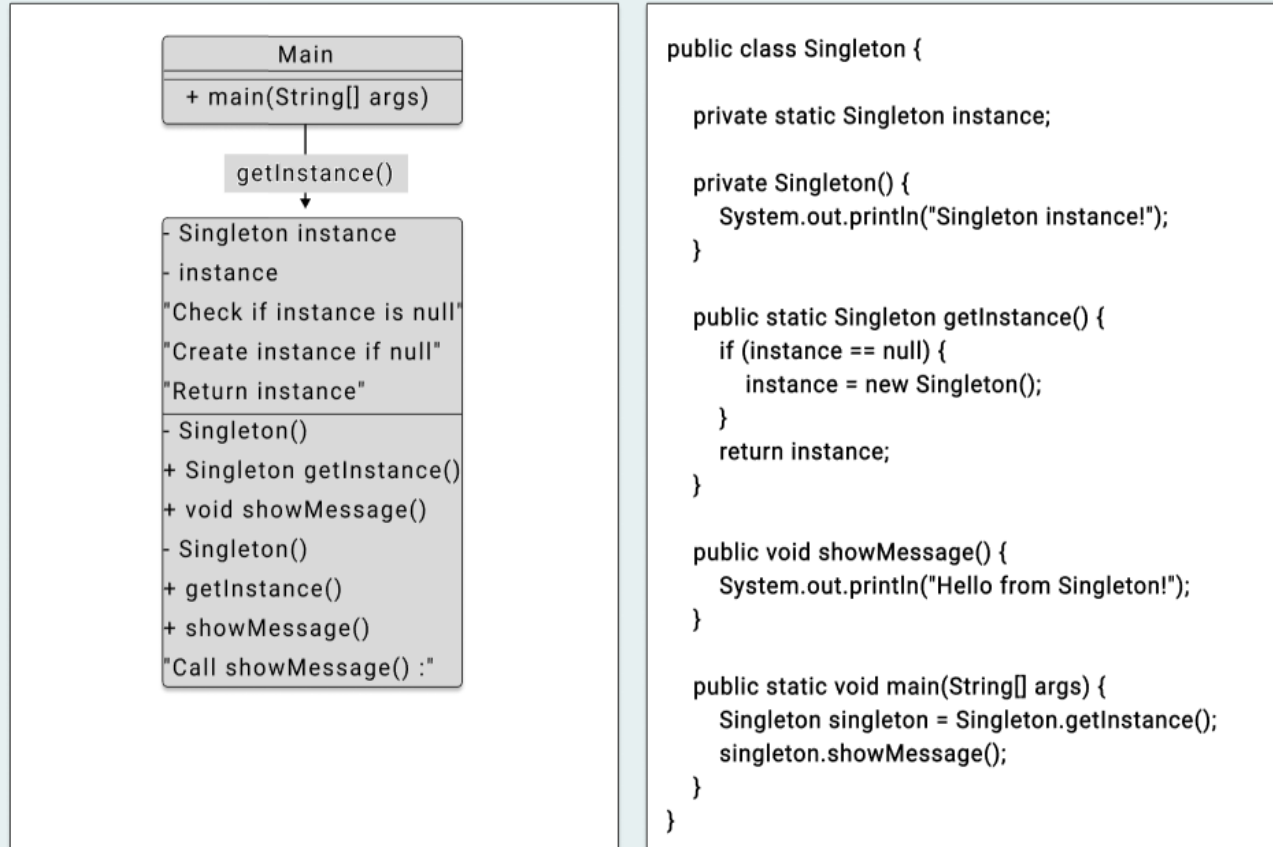 Main
+ main(String[] args)
getInstance()
- Singleton instance
- instance
"Check if instance is null"
"Create instance if null"
"Return instance"
- Singleton()
+ Singleton getInstance()
+ void showMessage()
- Singleton()
+ getInstance()
+ showMessage()
"Call showMessage() :"
public class Singleton {
private static Singleton instance;
private Singleton() {
System.out.println("Singleton instance!");
}
public static Singleton getInstance() {
if (instance == null) {
instance = new Singleton();
}
return instance;
}
public void showMessage() {
System.out.println("Hello from Singleton!");
}
public static void main(String[] args) {
Singleton singleton = Singleton.getInstance();
singleton.showMessage();
}
}